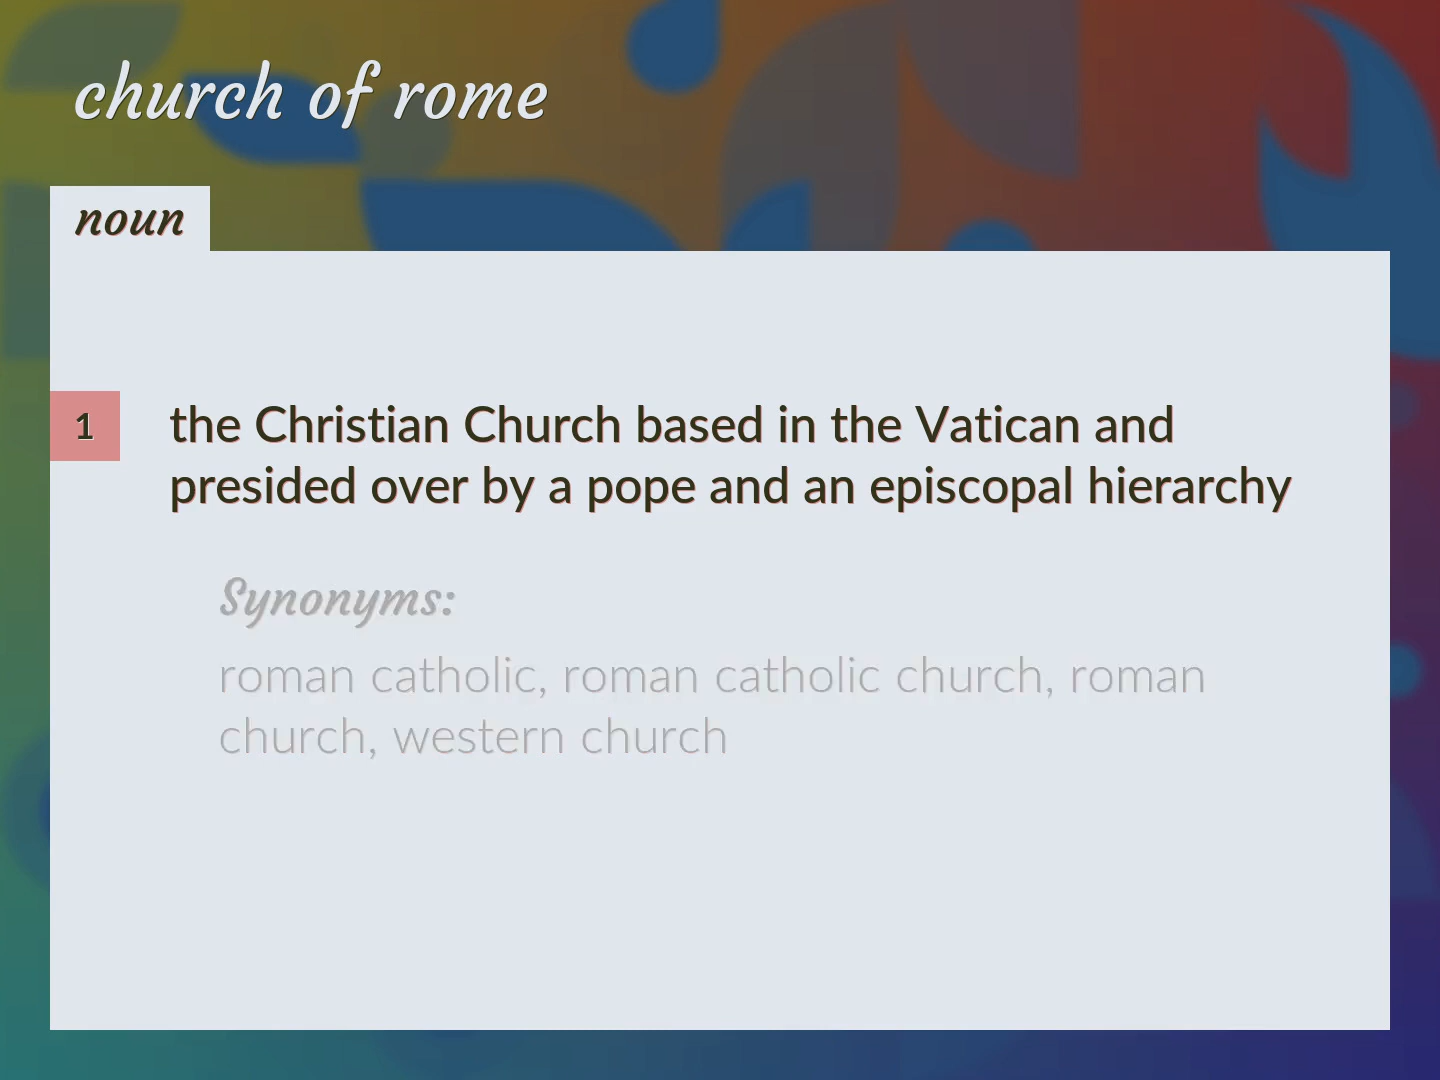 church of rome
noun
1
the Christian Church based in the Vatican and
presided over by a pope and an episcopal hierarchy
Synonyms:
roman catholic, roman catholic church, roman
church, western church